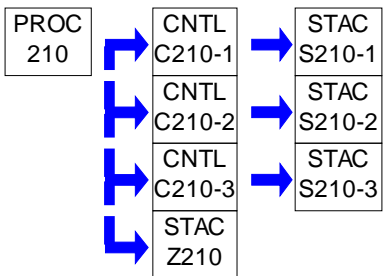 PROC
210
CNTL
C210-1
STAC
S210-1
CNTL
C210-2
STAC
S210-2
CNTL
C210-3
STAC
S210-3
STAC
Z210